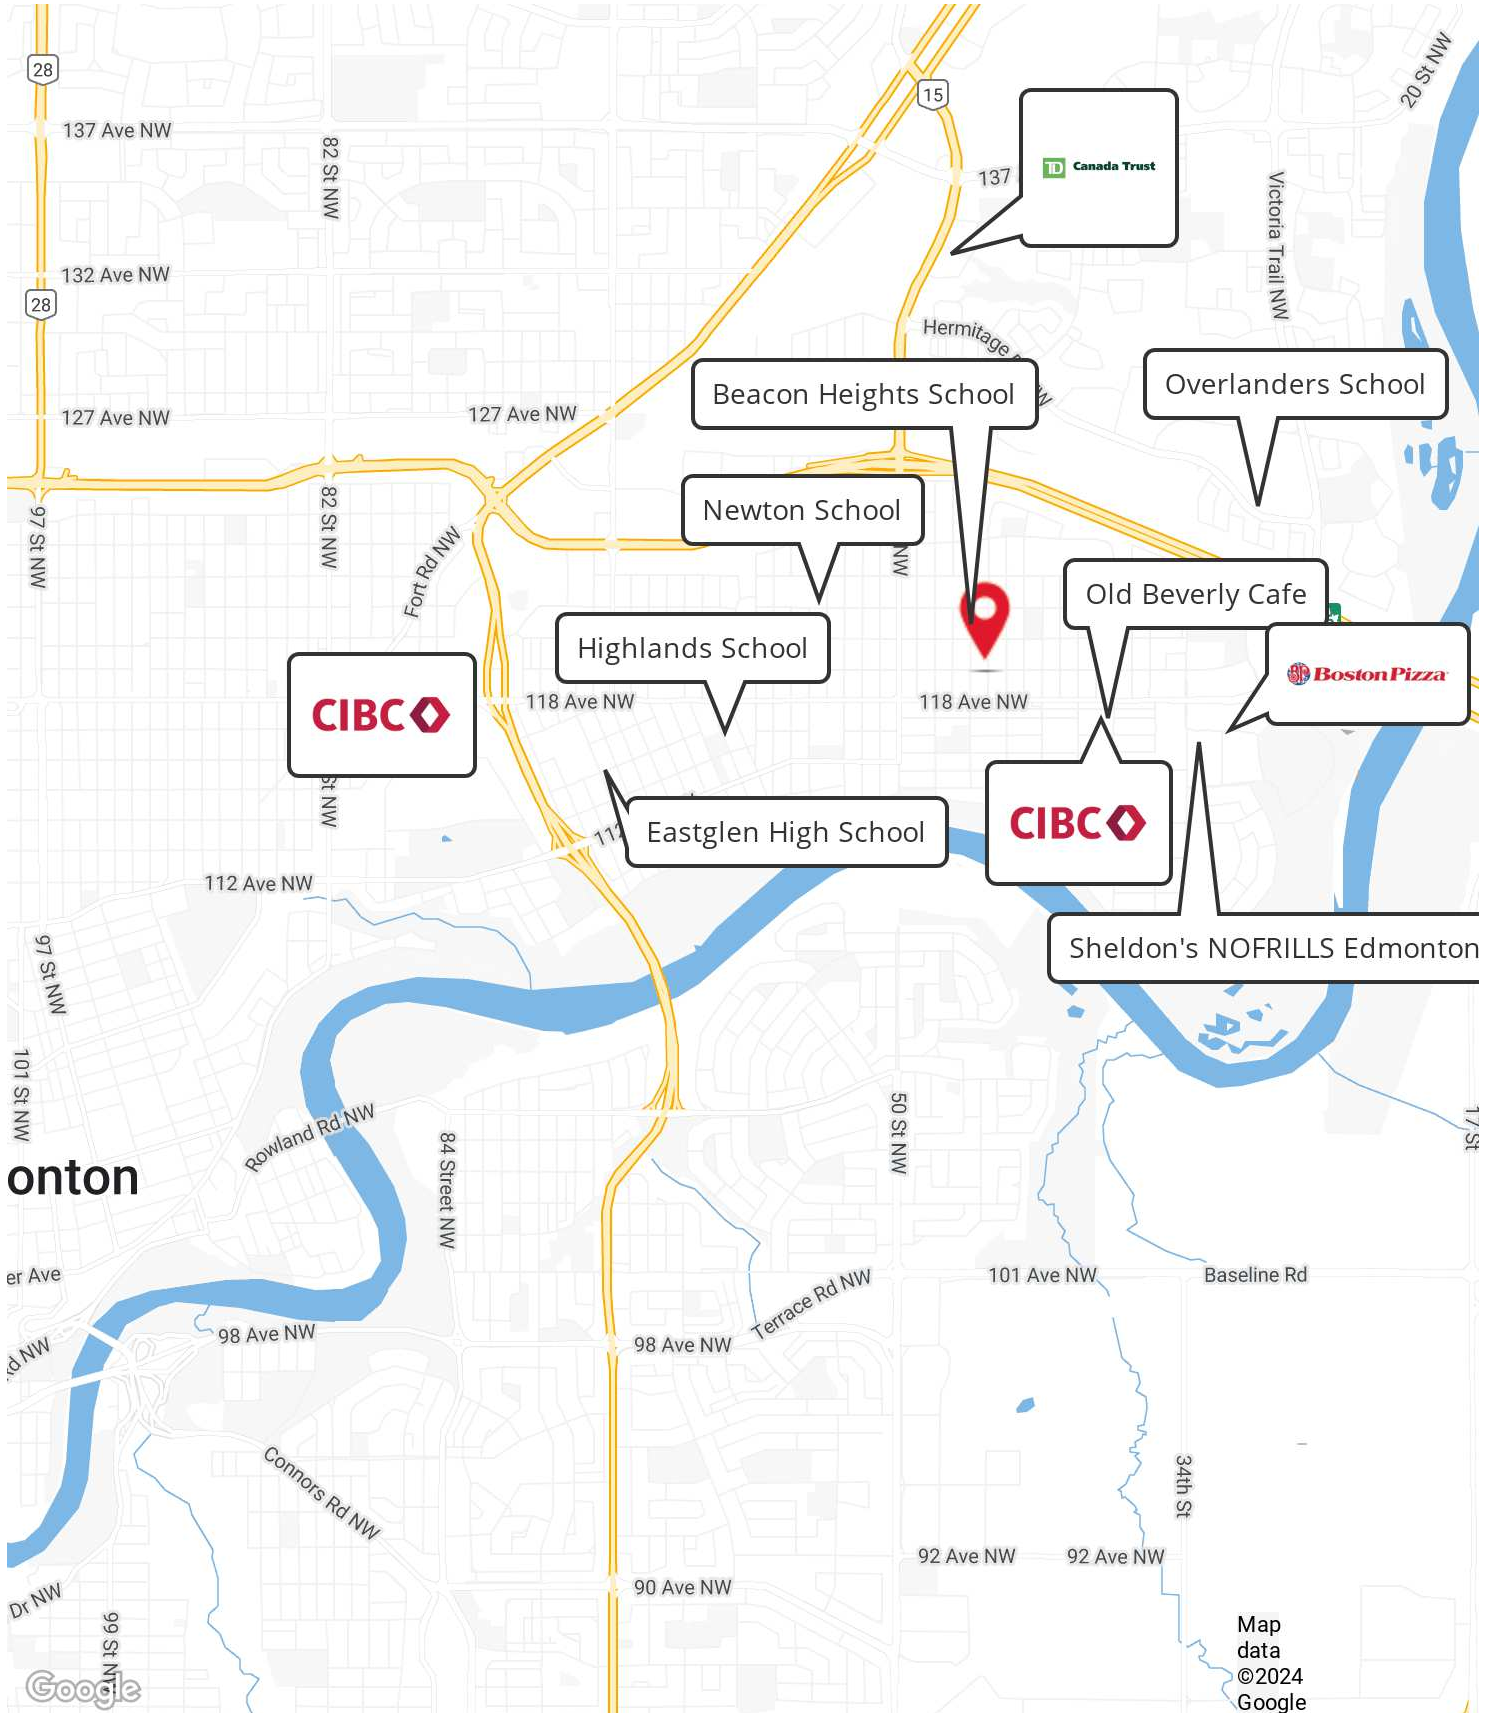 28
15
20 St NW
137 Ave NW
82 St NW
TD Canada Trust
137
Victoria Trail NW
132 Ave NW
28
Hermitage
Beacon Heights School
Overlanders School
127 Ave NW
127 Ave NW
Newton School
97 St NW
82 St NW
Fort Rd NW
NW
Old Beverly Cafe
Highlands School
Boston Pizza
CIBC
118 Ave NW
118 Ave NW
St NW
CIBC
112
Eastglen High School
112 Ave NW
Sheldon's NOFRILLS Edmonton
97 St NW
101 St NW
17 St
Rowland Rd NW
84 Street NW
50 St NW
onton
er Ave
101 Ave NW
Baseline Rd
Terrace Rd NW
98 Ave NW
98 Ave NW
rd NW
Connors Rd NW
34th St
92 Ave NW
92 Ave NW
90 Ave NW
Dr NW
99 St NW
Map
data
©2024
Google
Google